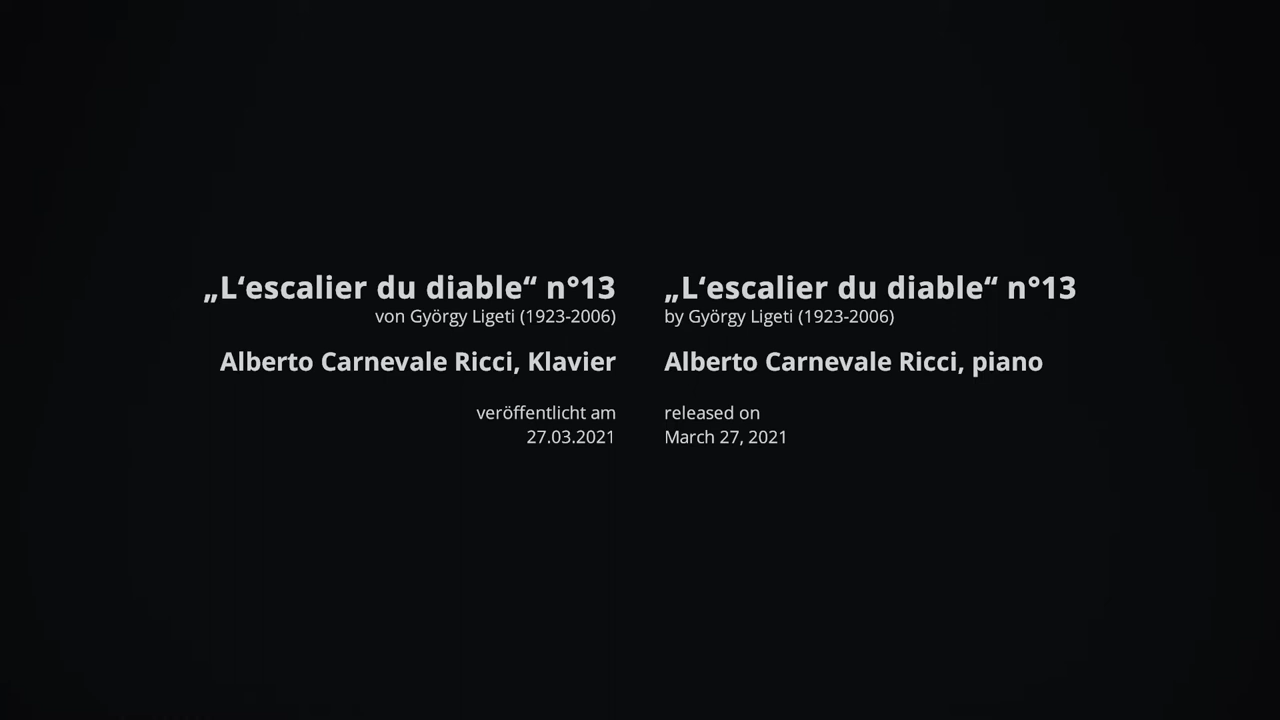 „L‘escalier du diable“ n°13
von György Ligeti (1923-2006)
Alberto Carnevale Ricci, Klavier
veröffentlicht am
27.03.2021
„L‘escalier du diable“ n°13
by György Ligeti (1923-2006)
Alberto Carnevale Ricci, piano
released on
March 27, 2021